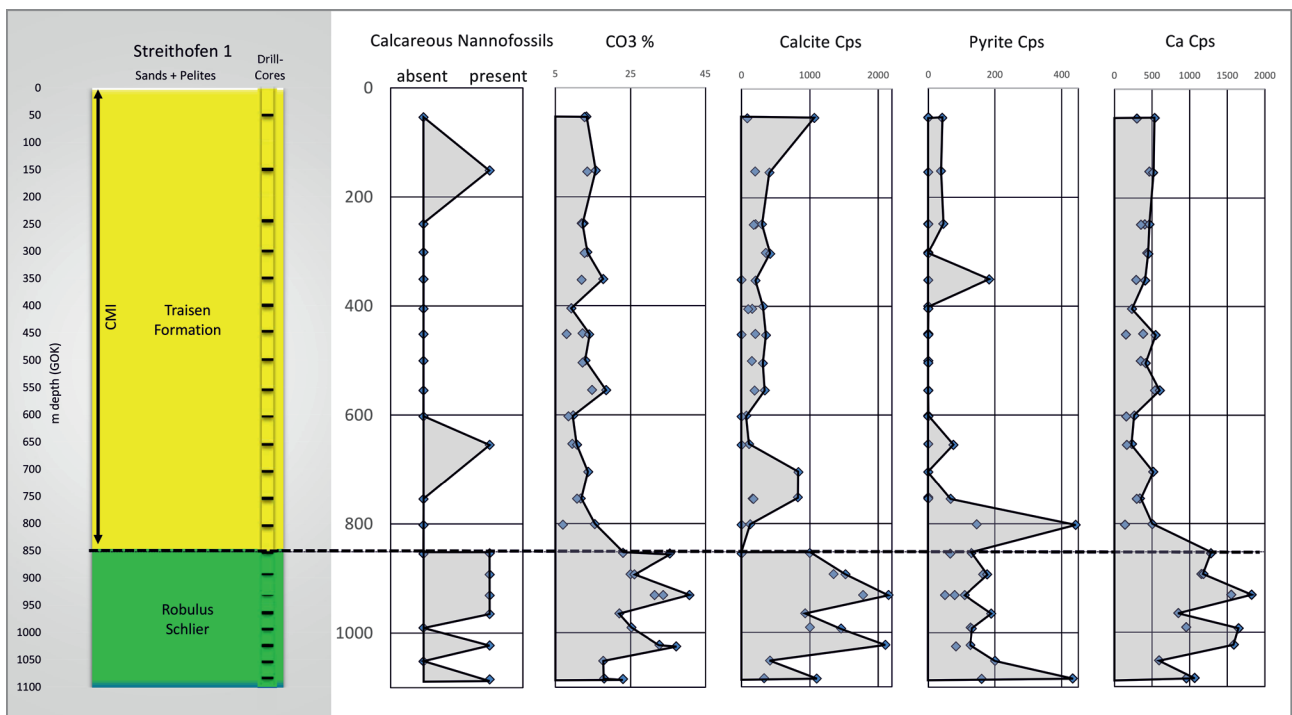 Streithofen 1
Sands + Pelites
Drill-
Cores
Calcareous Nannofossils
absent present
CO3 %
5 25 45
Calcite Cps
0 1000 2000
Pyrite Cps
0 200 400
Ca Cps
0 500 1000 1500 2000
m depth (GOK)
0
50
100
150
200
250
300
350
400
450
500
550
600
650
700
750
800
850
900
950
1000
1050
1100
CMI
Traisen
Formation
Robulus
Schlier
0
200
400
600
800
1000